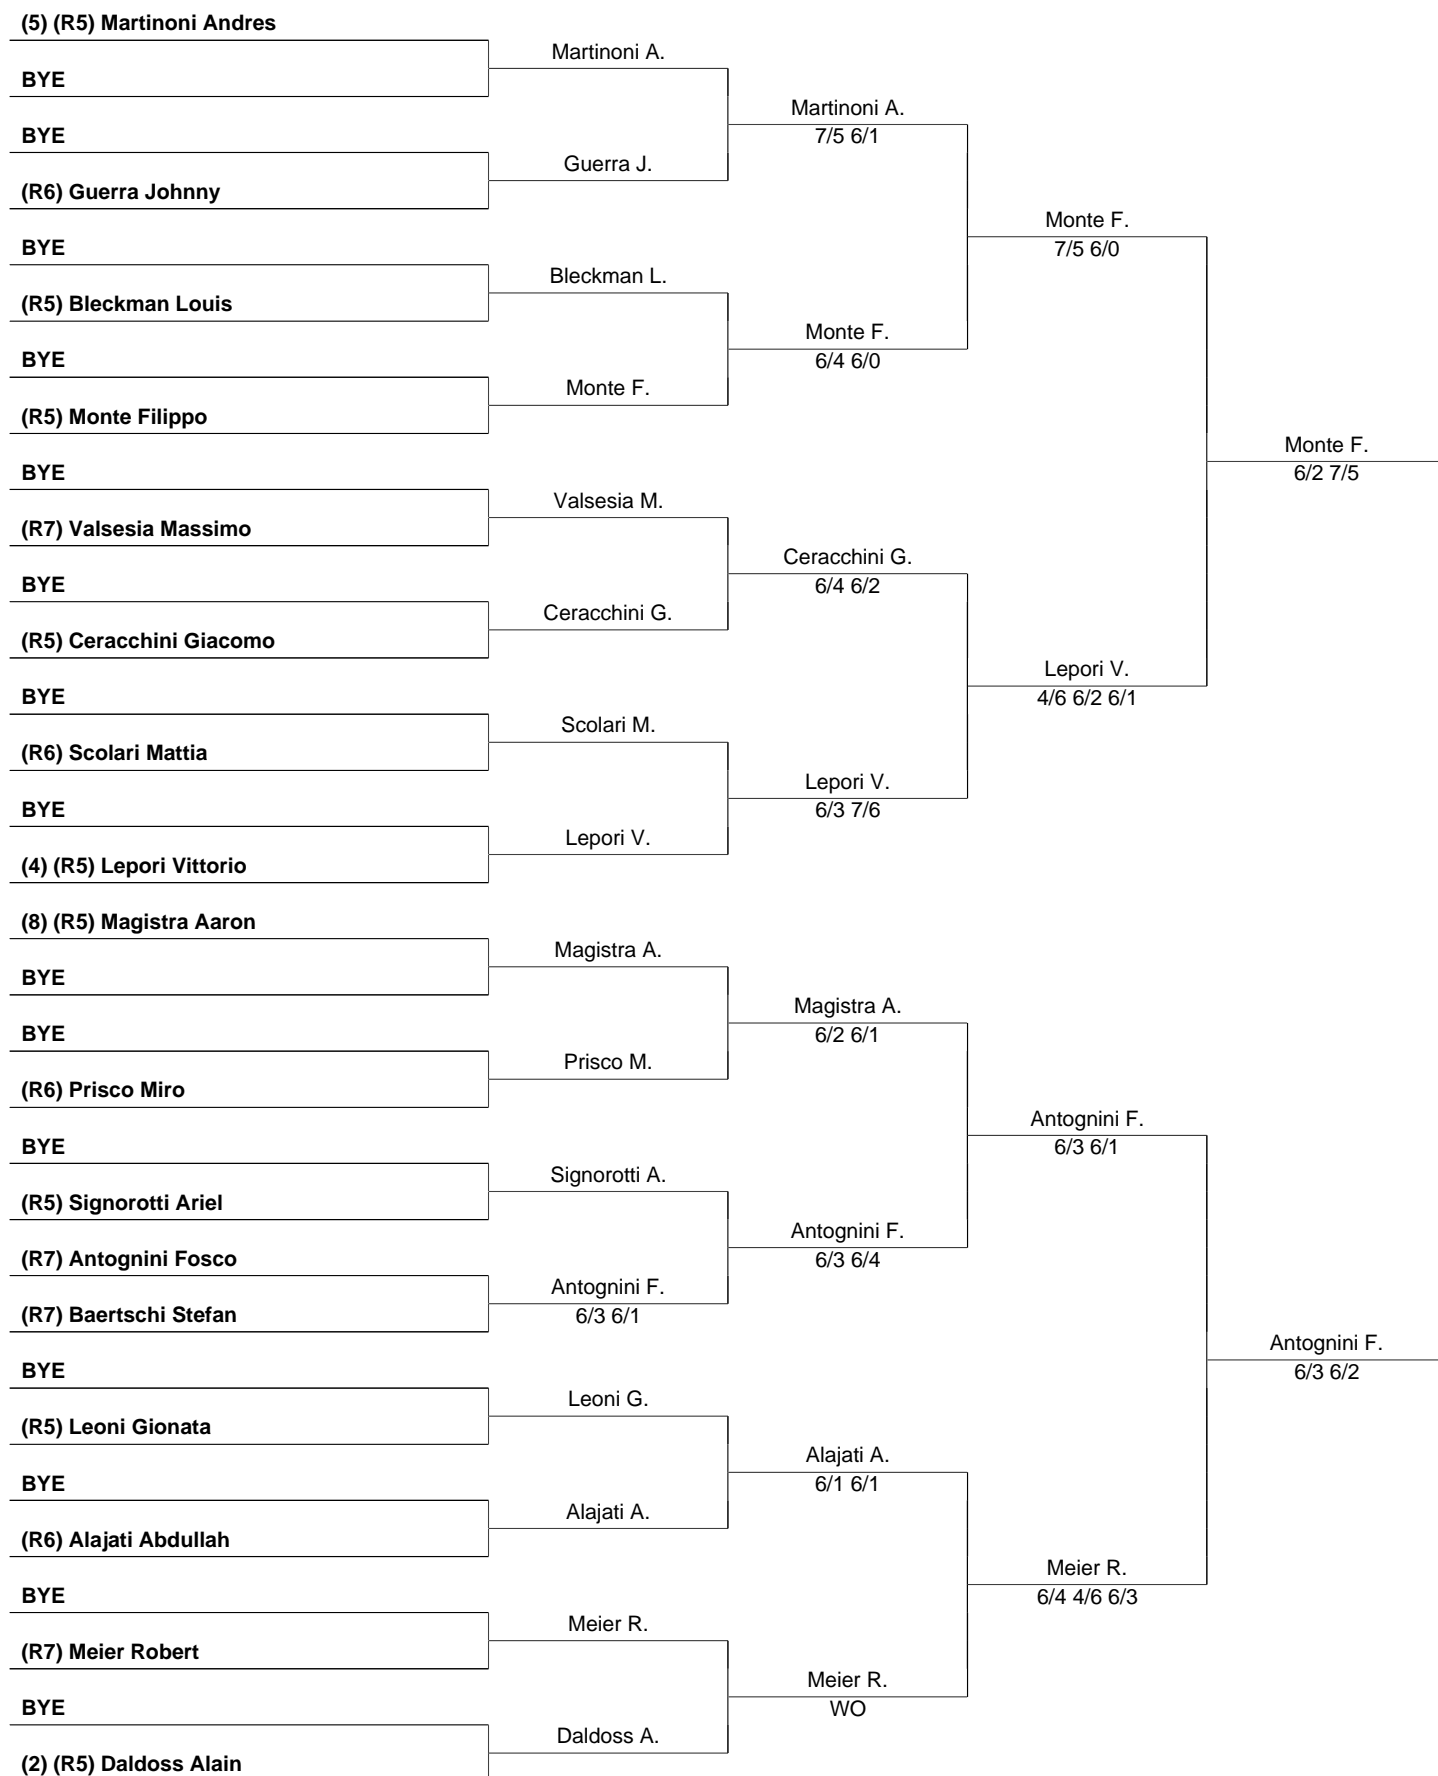 (5) (R5) Martinoni Andres
Martinoni A.
BYE
Martinoni A.
7/5 6/1
BYE
Guerra J.
(R6) Guerra Johnny
Monte F.
7/5 6/0
BYE
Bleckman L.
(R5) Bleckman Louis
Monte F.
6/4 6/0
BYE
Monte F.
(R5) Monte Filippo
Monte F.
6/2 7/5
BYE
Valsesia M.
(R7) Valsesia Massimo
Ceracchini G.
6/4 6/2
BYE
Ceracchini G.
(R5) Ceracchini Giacomo
Lepori V.
4/6 6/2 6/1
BYE
Scolari M.
(R6) Scolari Mattia
Lepori V.
6/3 7/6
BYE
Lepori V.
(4) (R5) Lepori Vittorio
(8) (R5) Magistra Aaron
Magistra A.
BYE
Magistra A.
6/2 6/1
BYE
Prisco M.
(R6) Prisco Miro
Antognini F.
6/3 6/1
BYE
Signorotti A.
(R5) Signorotti Ariel
Antognini F.
6/3 6/4
(R7) Antognini Fosco
Antognini F.
6/3 6/1
(R7) Baertschi Stefan
Antognini F.
6/3 6/2
BYE
Leoni G.
(R5) Leoni Gionata
Alajati A.
6/1 6/1
BYE
Alajati A.
(R6) Alajati Abdullah
Meier R.
6/4 4/6 6/3
BYE
Meier R.
(R7) Meier Robert
Meier R.
WO
BYE
Daldoss A.
(2) (R5) Daldoss Alain